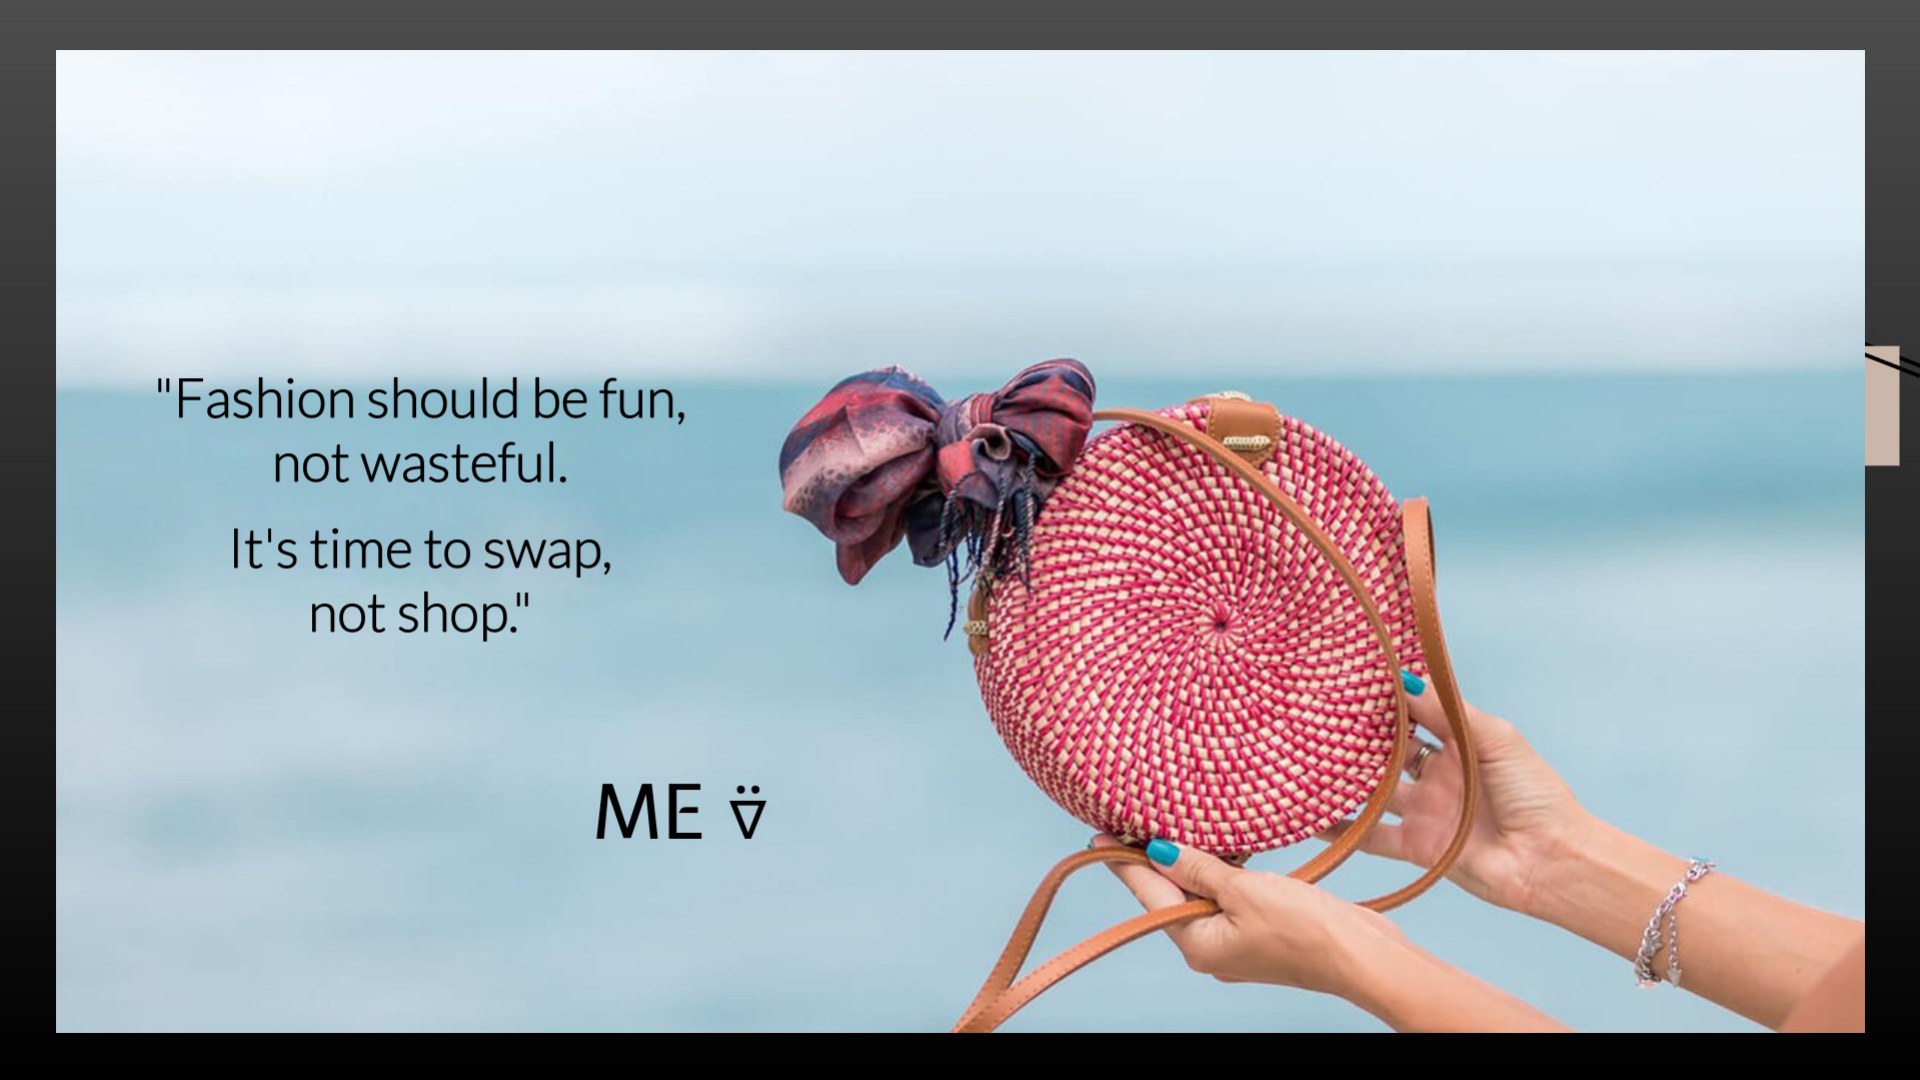 "Fashion should be fun,
not wasteful.
It's time to swap,
not shop."
ME ⍢